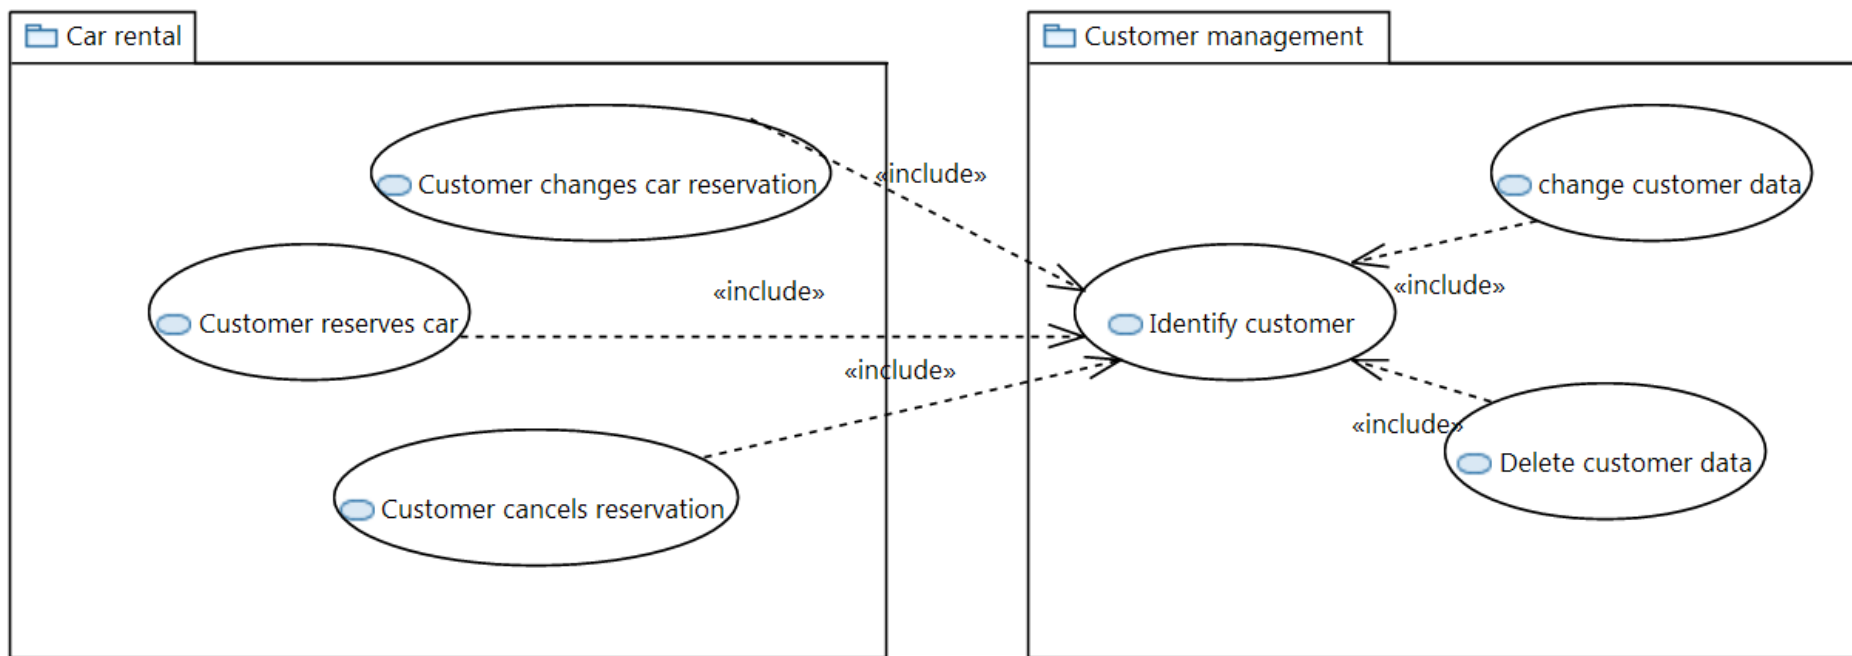 Car rental
Customer management
Customer changes car reservation
«include»
change customer data
«include»
«include»
Customer reserves car
Identify customer
«include»
«include»
Delete customer data
Customer cancels reservation